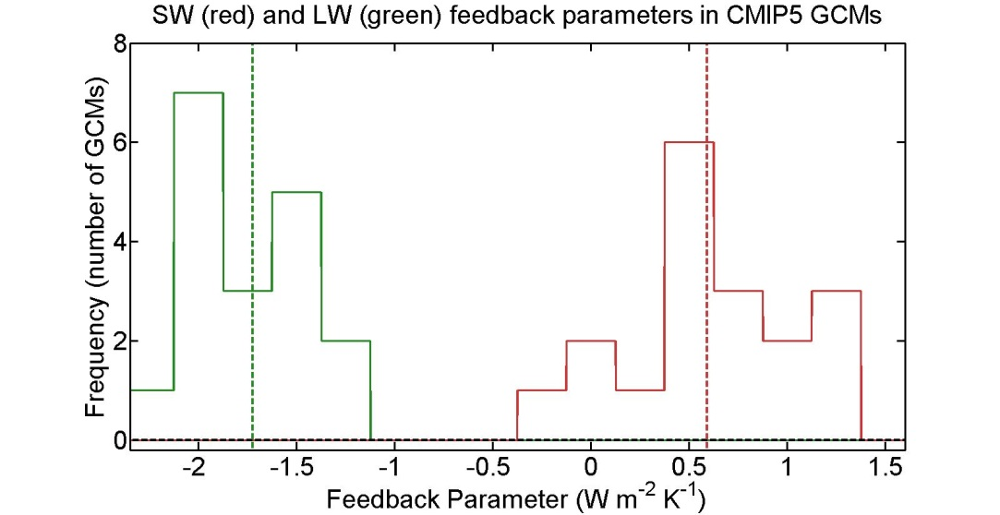 SW (red) and LW (green) feedback parameters in CMIP5 GCMs
Frequency (number of GCMs)
8
6
4
2
0
-2 -1.5 -1 -0.5 0 0.5 1 1.5
Feedback Parameter (W m⁻² K⁻¹)